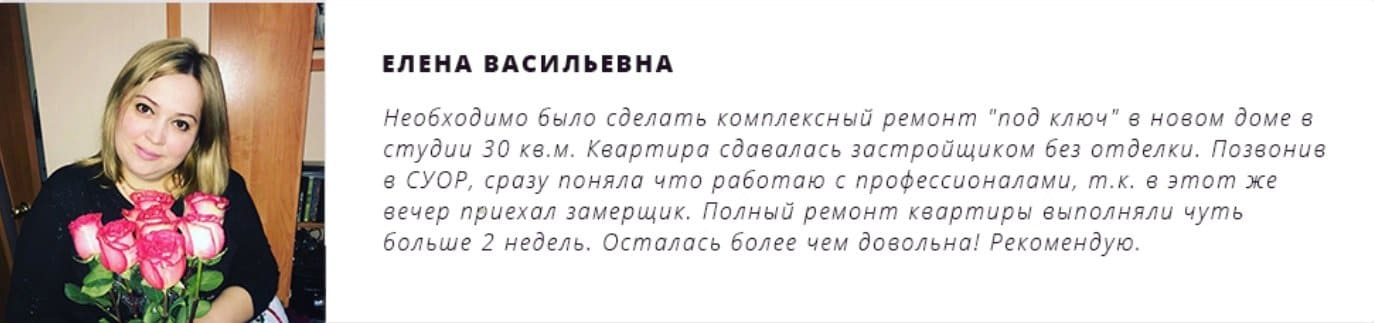 ЕЛЕНА ВАСИЛЬЕВНА
Необходимо было сделать комплексный ремонт "под ключ" в новом доме в
студии 30 кв.м. Квартира сдавалась застройщиком без отделки. Позвонив
в СУОР, сразу поняла что работаю с профессионалами, т.к. в этот же
вечер приехал замерщик. Полный ремонт квартиры выполняли чуть
больше 2 недель. Осталась более чем довольна! Рекомендую.